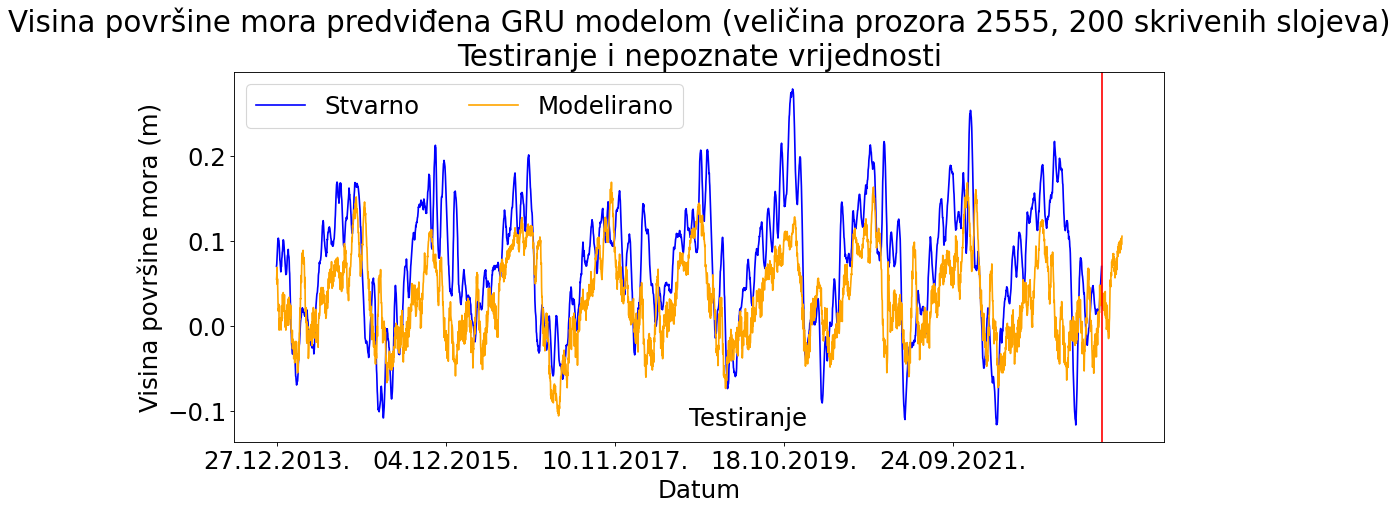 Visina površine mora predviđena GRU modelom (veličina prozora 2555, 200 skrivenih slojeva)
Testiranje i nepoznate vrijednosti
Stvarno Modelirano
Visina površine mora (m)
0.2
0.1
0.0
−0.1
Testiranje
27.12.2013. 04.12.2015. 10.11.2017. 18.10.2019. 24.09.2021.
Datum